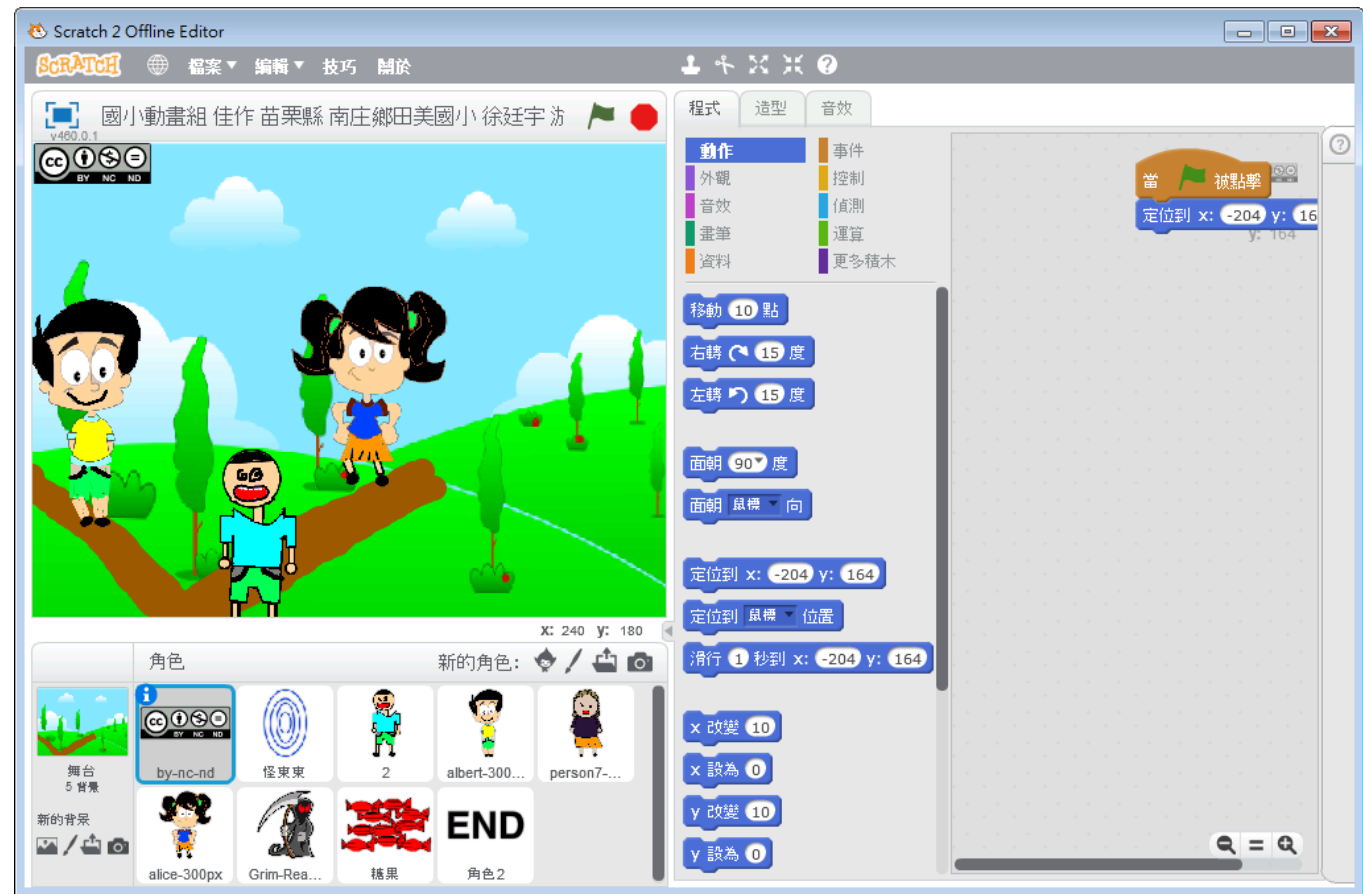 Scratch 2 Offline Editor
SCRATCH 檔案 編輯 技巧 關於
國小動畫組 佳作 苗栗縣 南庄鄉田美國小 徐廷宇
v460.0.1
cc BY NC ND
程式 造型 音效
動作 事件
外觀 控制
音效 偵測
畫筆 運算
資料 更多積木
移動 10 點
右轉 15 度
左轉 15 度
面朝 90 度
面朝 鼠標 向
定位到 x: -204 y: 164
定位到 鼠標 位置
滑行 1 秒到 x: -204 y: 164
x 改變 10
x 設為 0
y 改變 10
y 設為 0
當 被點擊
定位到 x: -204 y: 16
y: 164
x: 240 y: 180
角色 新的角色:
舞台
5 背景
新的背景
cc BY NC ND
by-nc-nd 怪東東 2 albert-300... person7-...
END
alice-300px Grim-Rea... 糖果 角色2